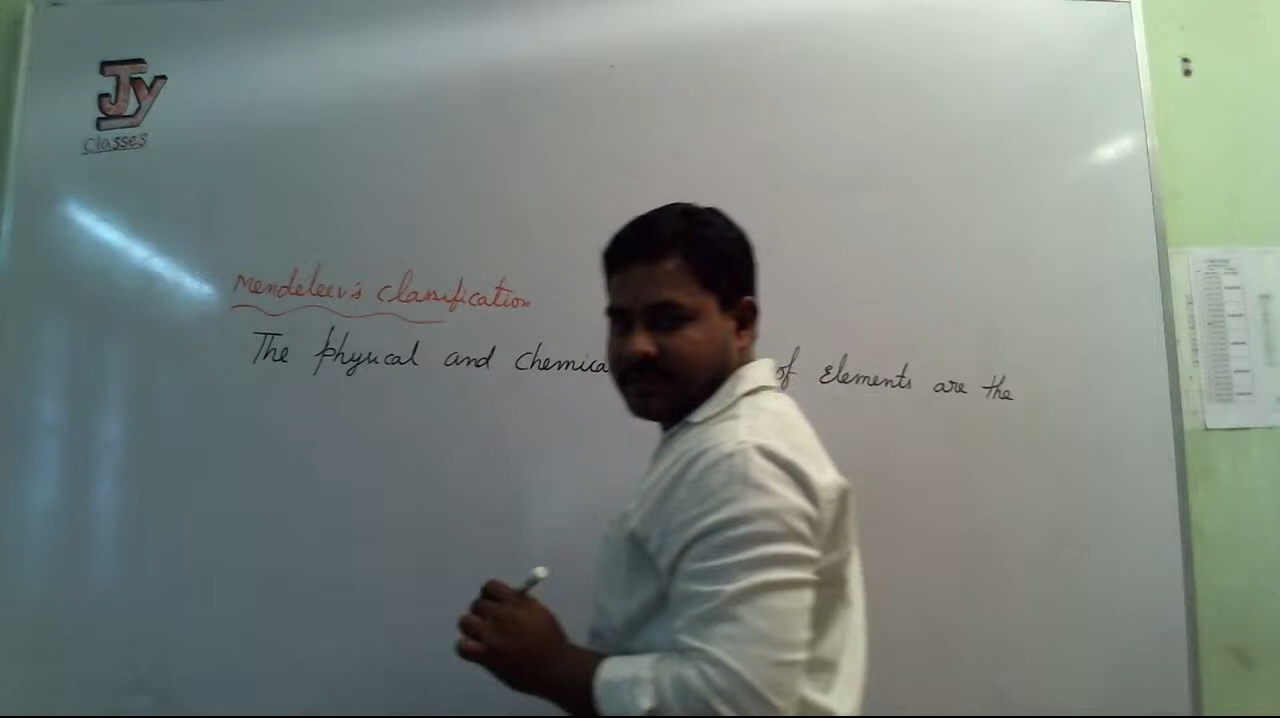 Jy
classes
Mendeleev's classification
The physical and chemica of Elements are the